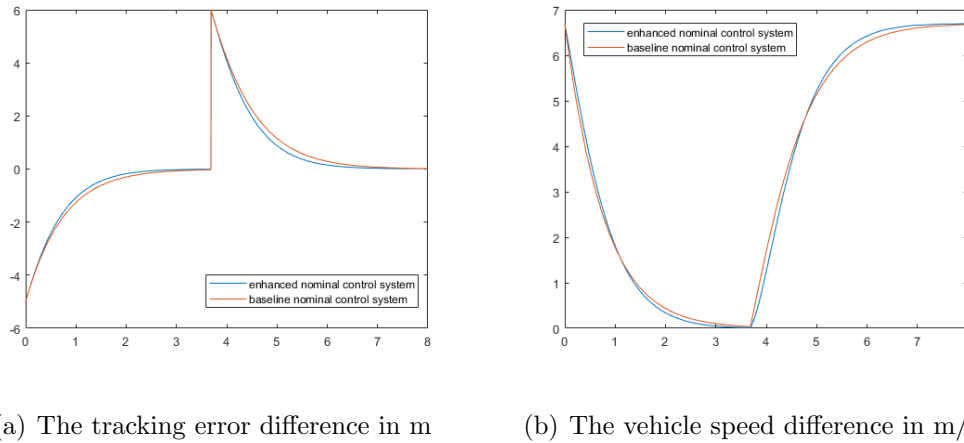 6
4
2
0
-2
-4
-6
0 1 2 3 4 5 6 7 8
enhanced nominal control system
baseline nominal control system
7
6
5
4
3
2
1
0
0 1 2 3 4 5 6 7
enhanced nominal control system
baseline nominal control system
a) The tracking error difference in m
(b) The vehicle speed difference in m/